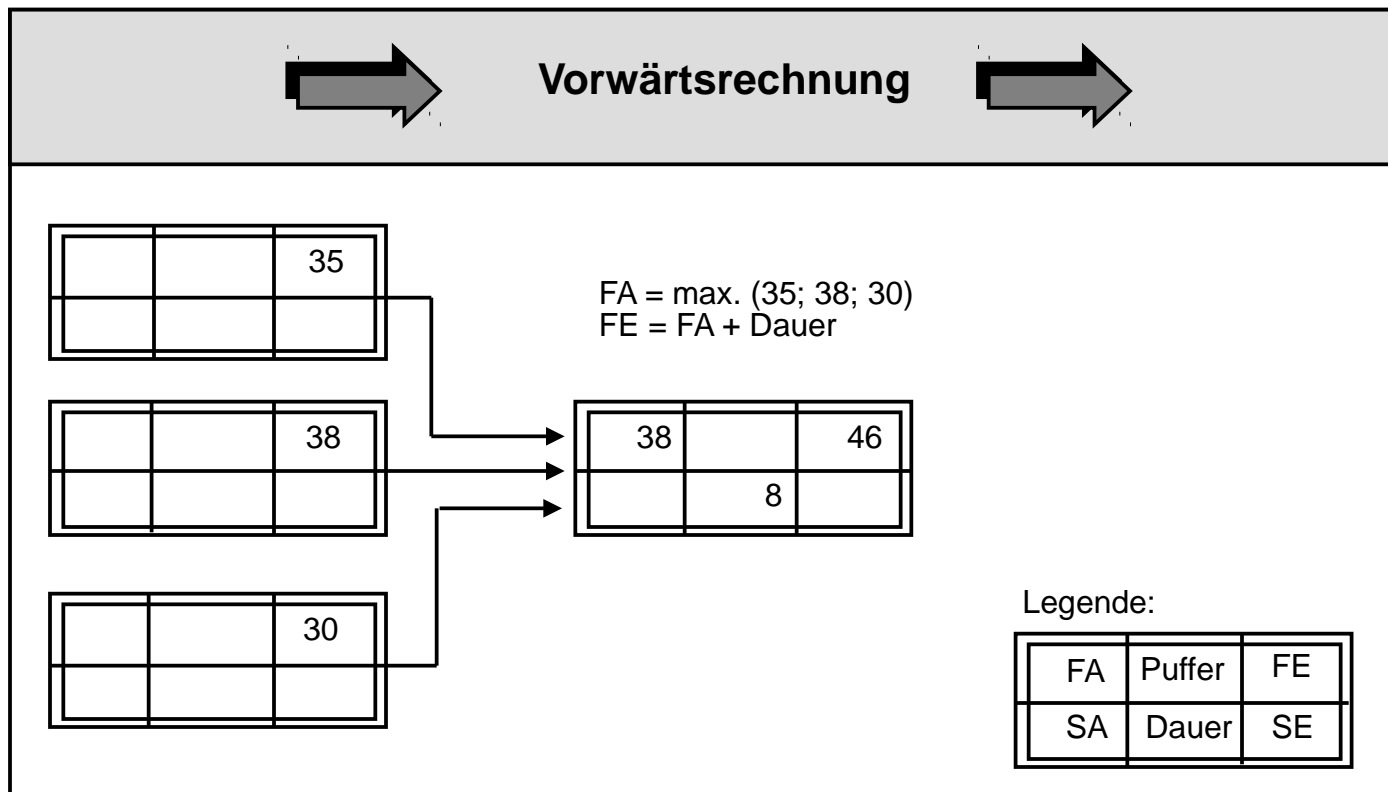 Vorwärtsrechnung
35
FA = max. (35; 38; 30)
FE = FA + Dauer
38
38 46
8
30
Legende:
FA Puffer FE
SA Dauer SE